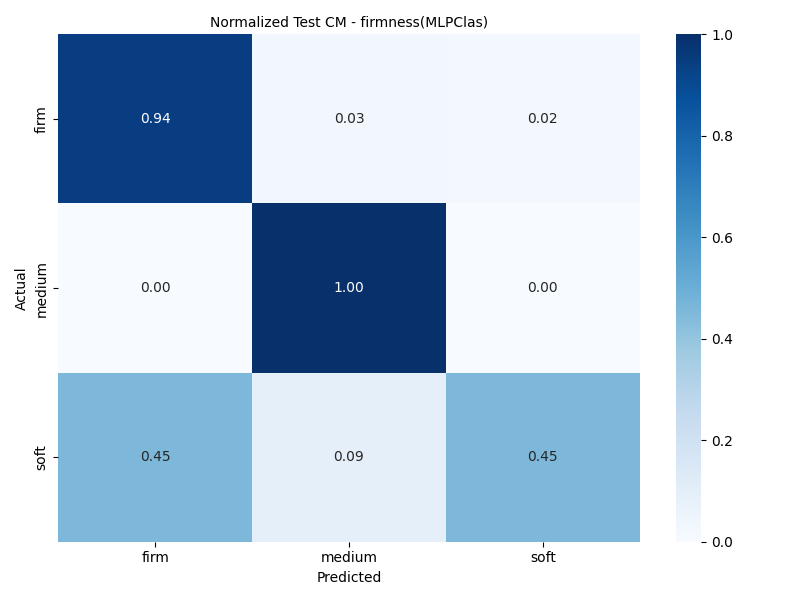 Normalized Test CM - firmness(MLPClas)
Actual
firm
0.94 0.03 0.02
medium
0.00 1.00 0.00
soft
0.45 0.09 0.45
firm medium soft
Predicted
1.0
0.8
0.6
0.4
0.2
0.0